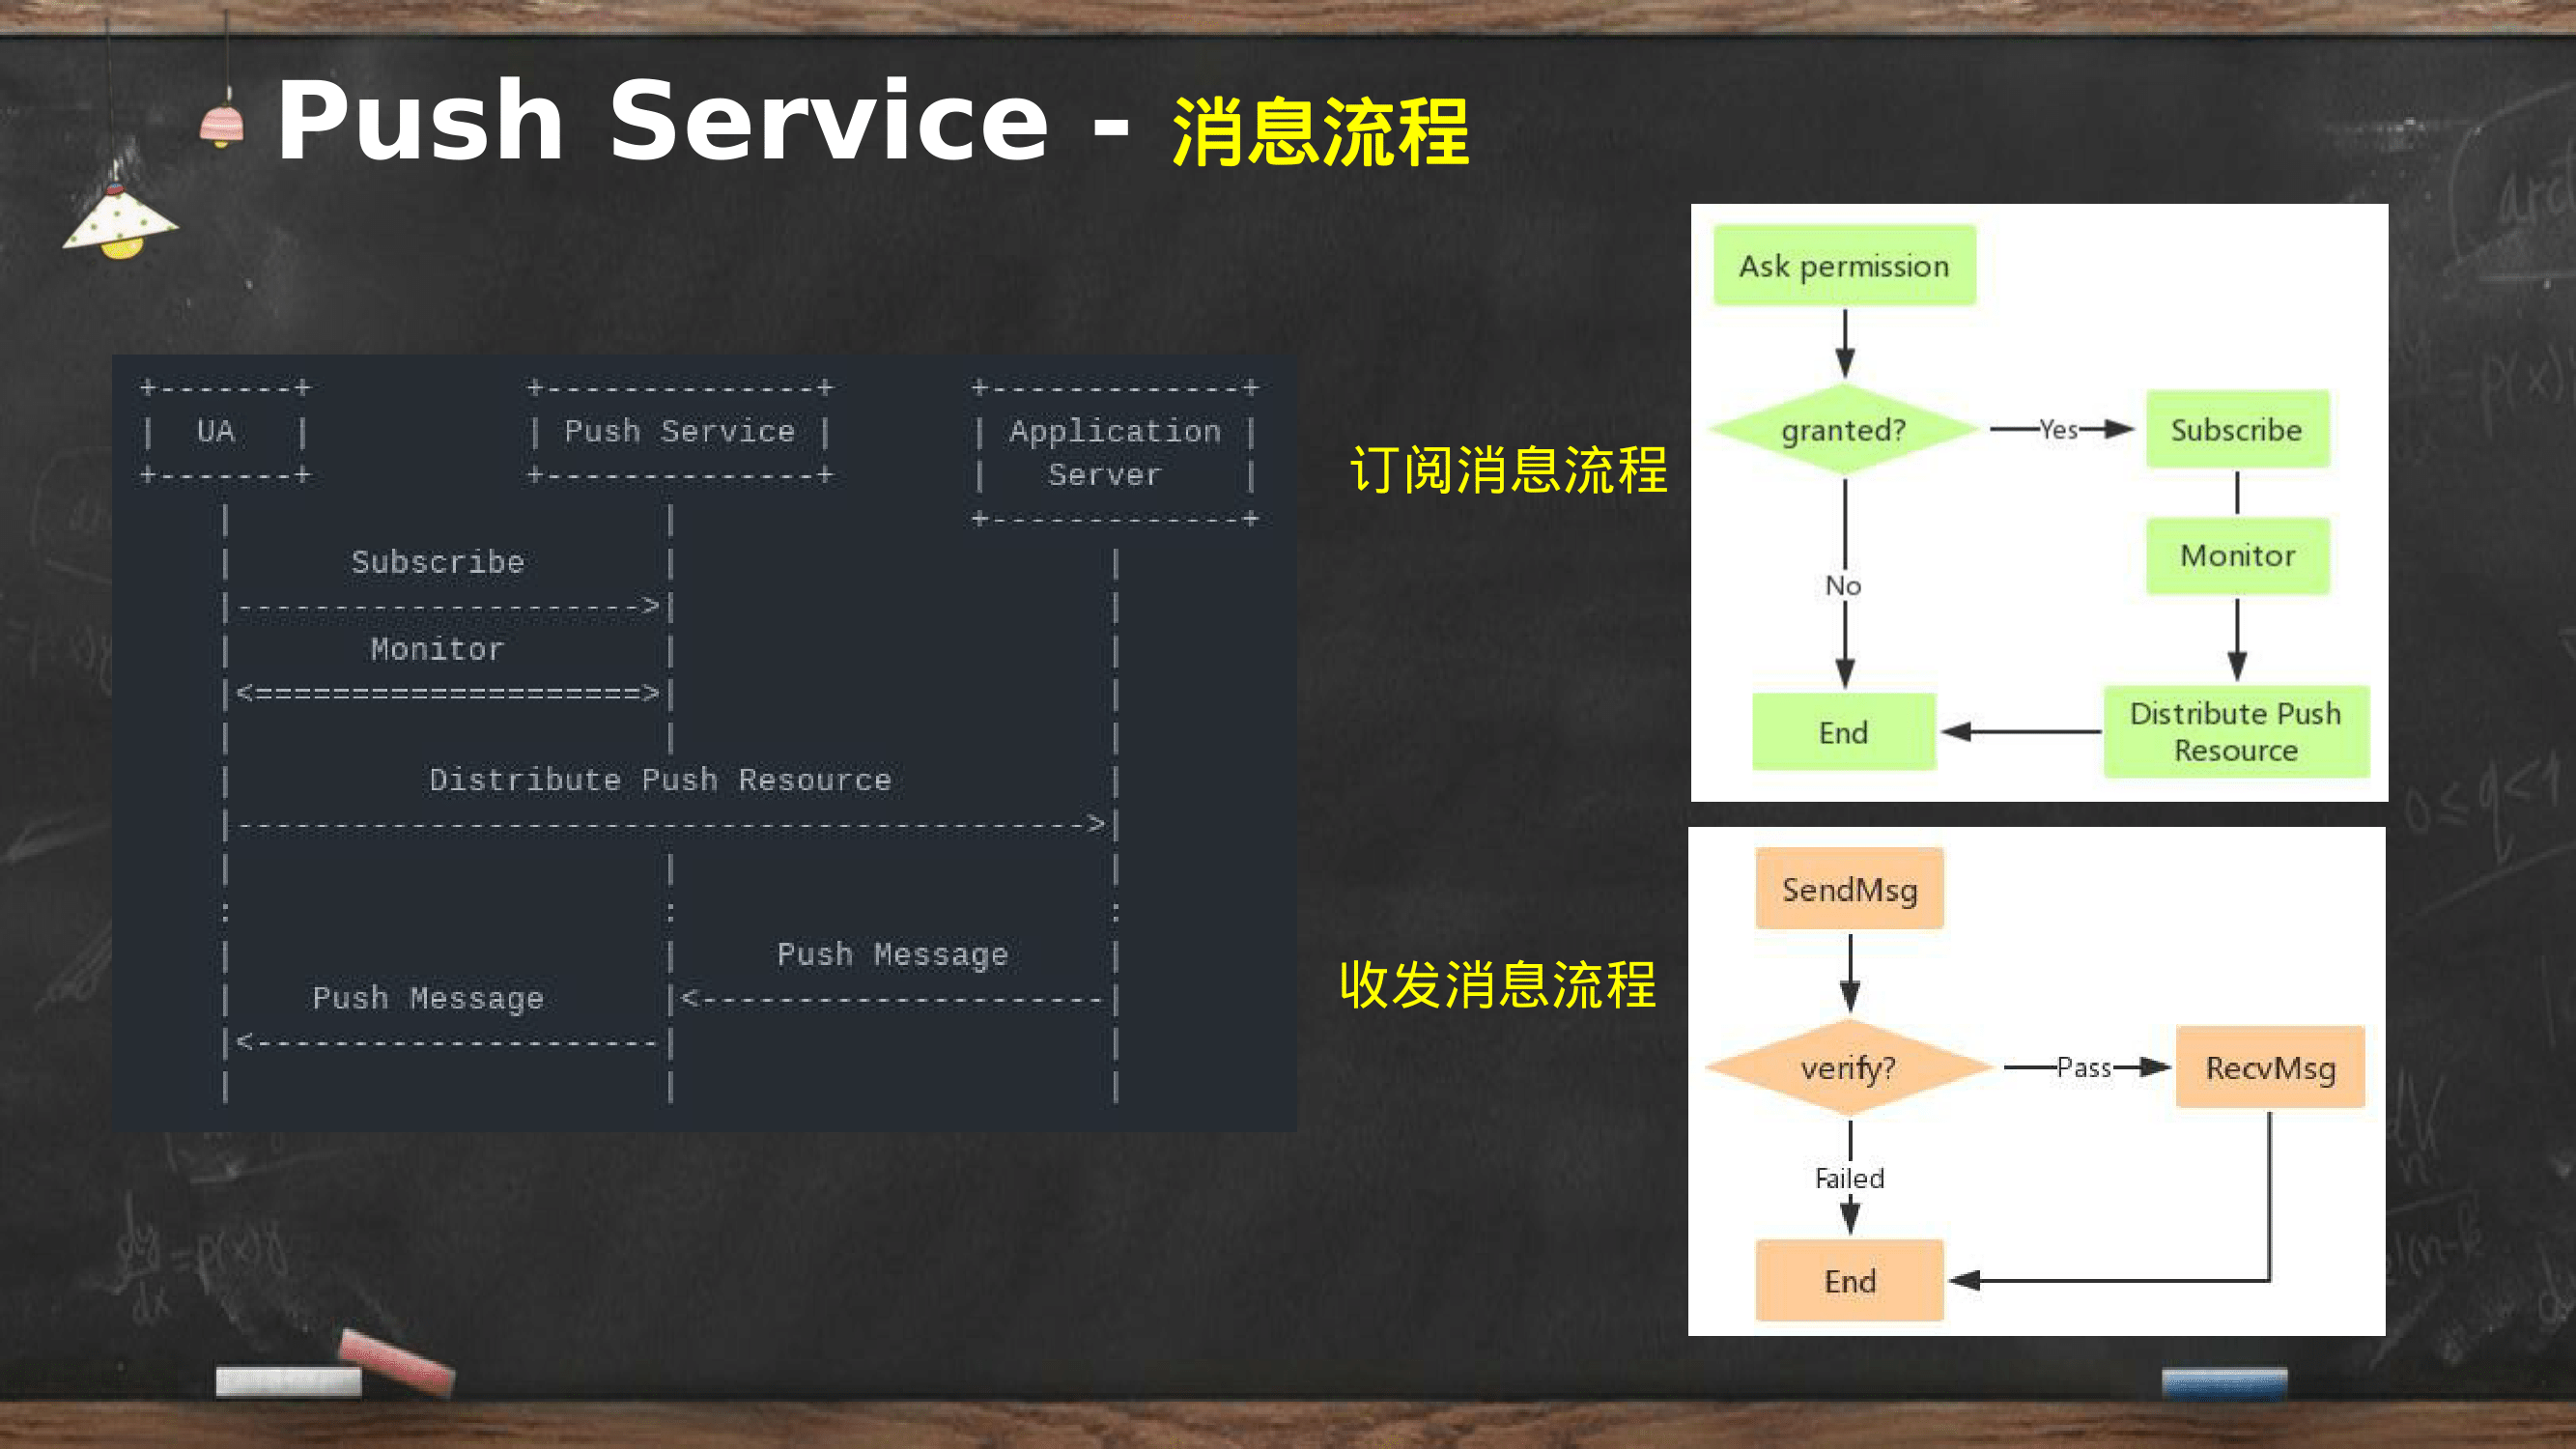 Push Service - 消息流程
+-------+ +--------------+ +-------------+
| UA | | Push Service | | Application |
+-------+ +--------------+ | Server |
+-------------+
Subscribe
Monitor
Distribute Push Resource
Push Message
Push Message
订阅消息流程
Ask permission
granted?
Yes
Subscribe
Monitor
No
Distribute Push
Resource
End
收发消息流程
SendMsg
verify?
Pass
RecvMsg
Failed
End